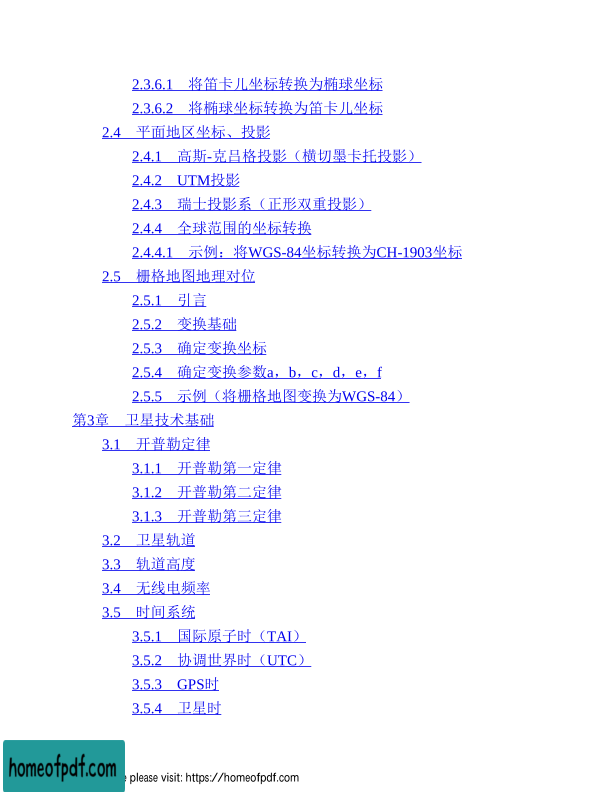 2.3.6.1 将笛卡儿坐标转换为椭球坐标
2.3.6.2 将椭球坐标转换为笛卡儿坐标
2.4 平面地区坐标、投影
2.4.1 高斯-克吕格投影（横切墨卡托投影）
2.4.2 UTM投影
2.4.3 瑞士投影系（正形双重投影）
2.4.4 全球范围的坐标转换
2.4.4.1 示例：将WGS-84坐标转换为CH-1903坐标
2.5 栅格地图地理对位
2.5.1 引言
2.5.2 变换基础
2.5.3 确定变换坐标
2.5.4 确定变换参数a，b，c，d，e，f
2.5.5 示例（将栅格地图变换为WGS-84）
第3章 卫星技术基础
3.1 开普勒定律
3.1.1 开普勒第一定律
3.1.2 开普勒第二定律
3.1.3 开普勒第三定律
3.2 卫星轨道
3.3 轨道高度
3.4 无线电频率
3.5 时间系统
3.5.1 国际原子时（TAI）
3.5.2 协调世界时（UTC）
3.5.3 GPS时
3.5.4 卫星时
homeofpdf.com
please visit: https://homeofpdf.com